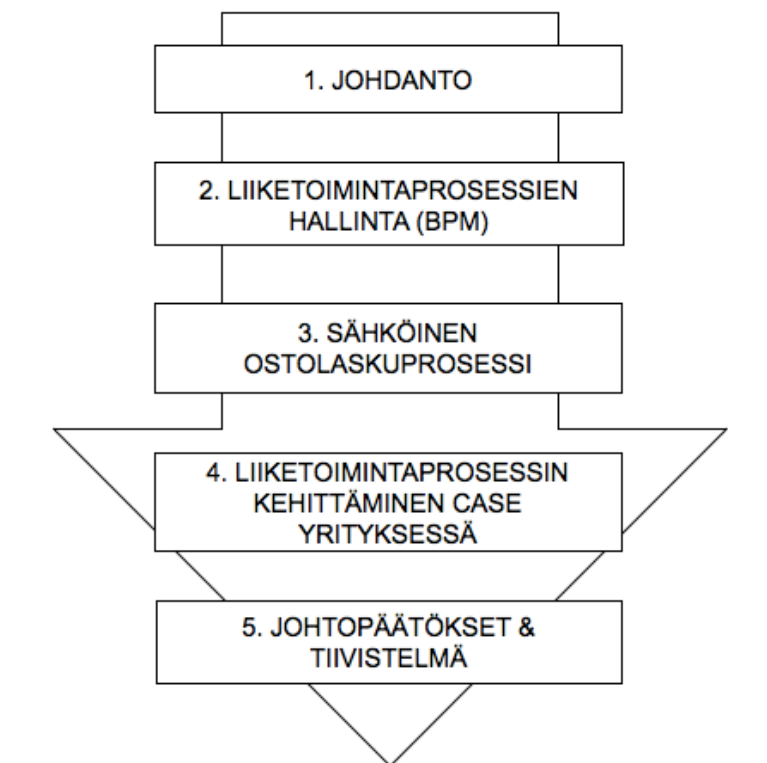 1. JOHDANTO
2. LIIKETOIMINTAPROSESSIEN
HALLINTA (BPM)
3. SÄHKÖINEN
OSTOLASKUPROSESSI
4. LIIKETOIMINTAPROSESSIN
KEHITTÄMINEN CASE
YRITYKSESSÄ
5. JOHTOPÄÄTÖKSET &
TIIVISTELMÄ